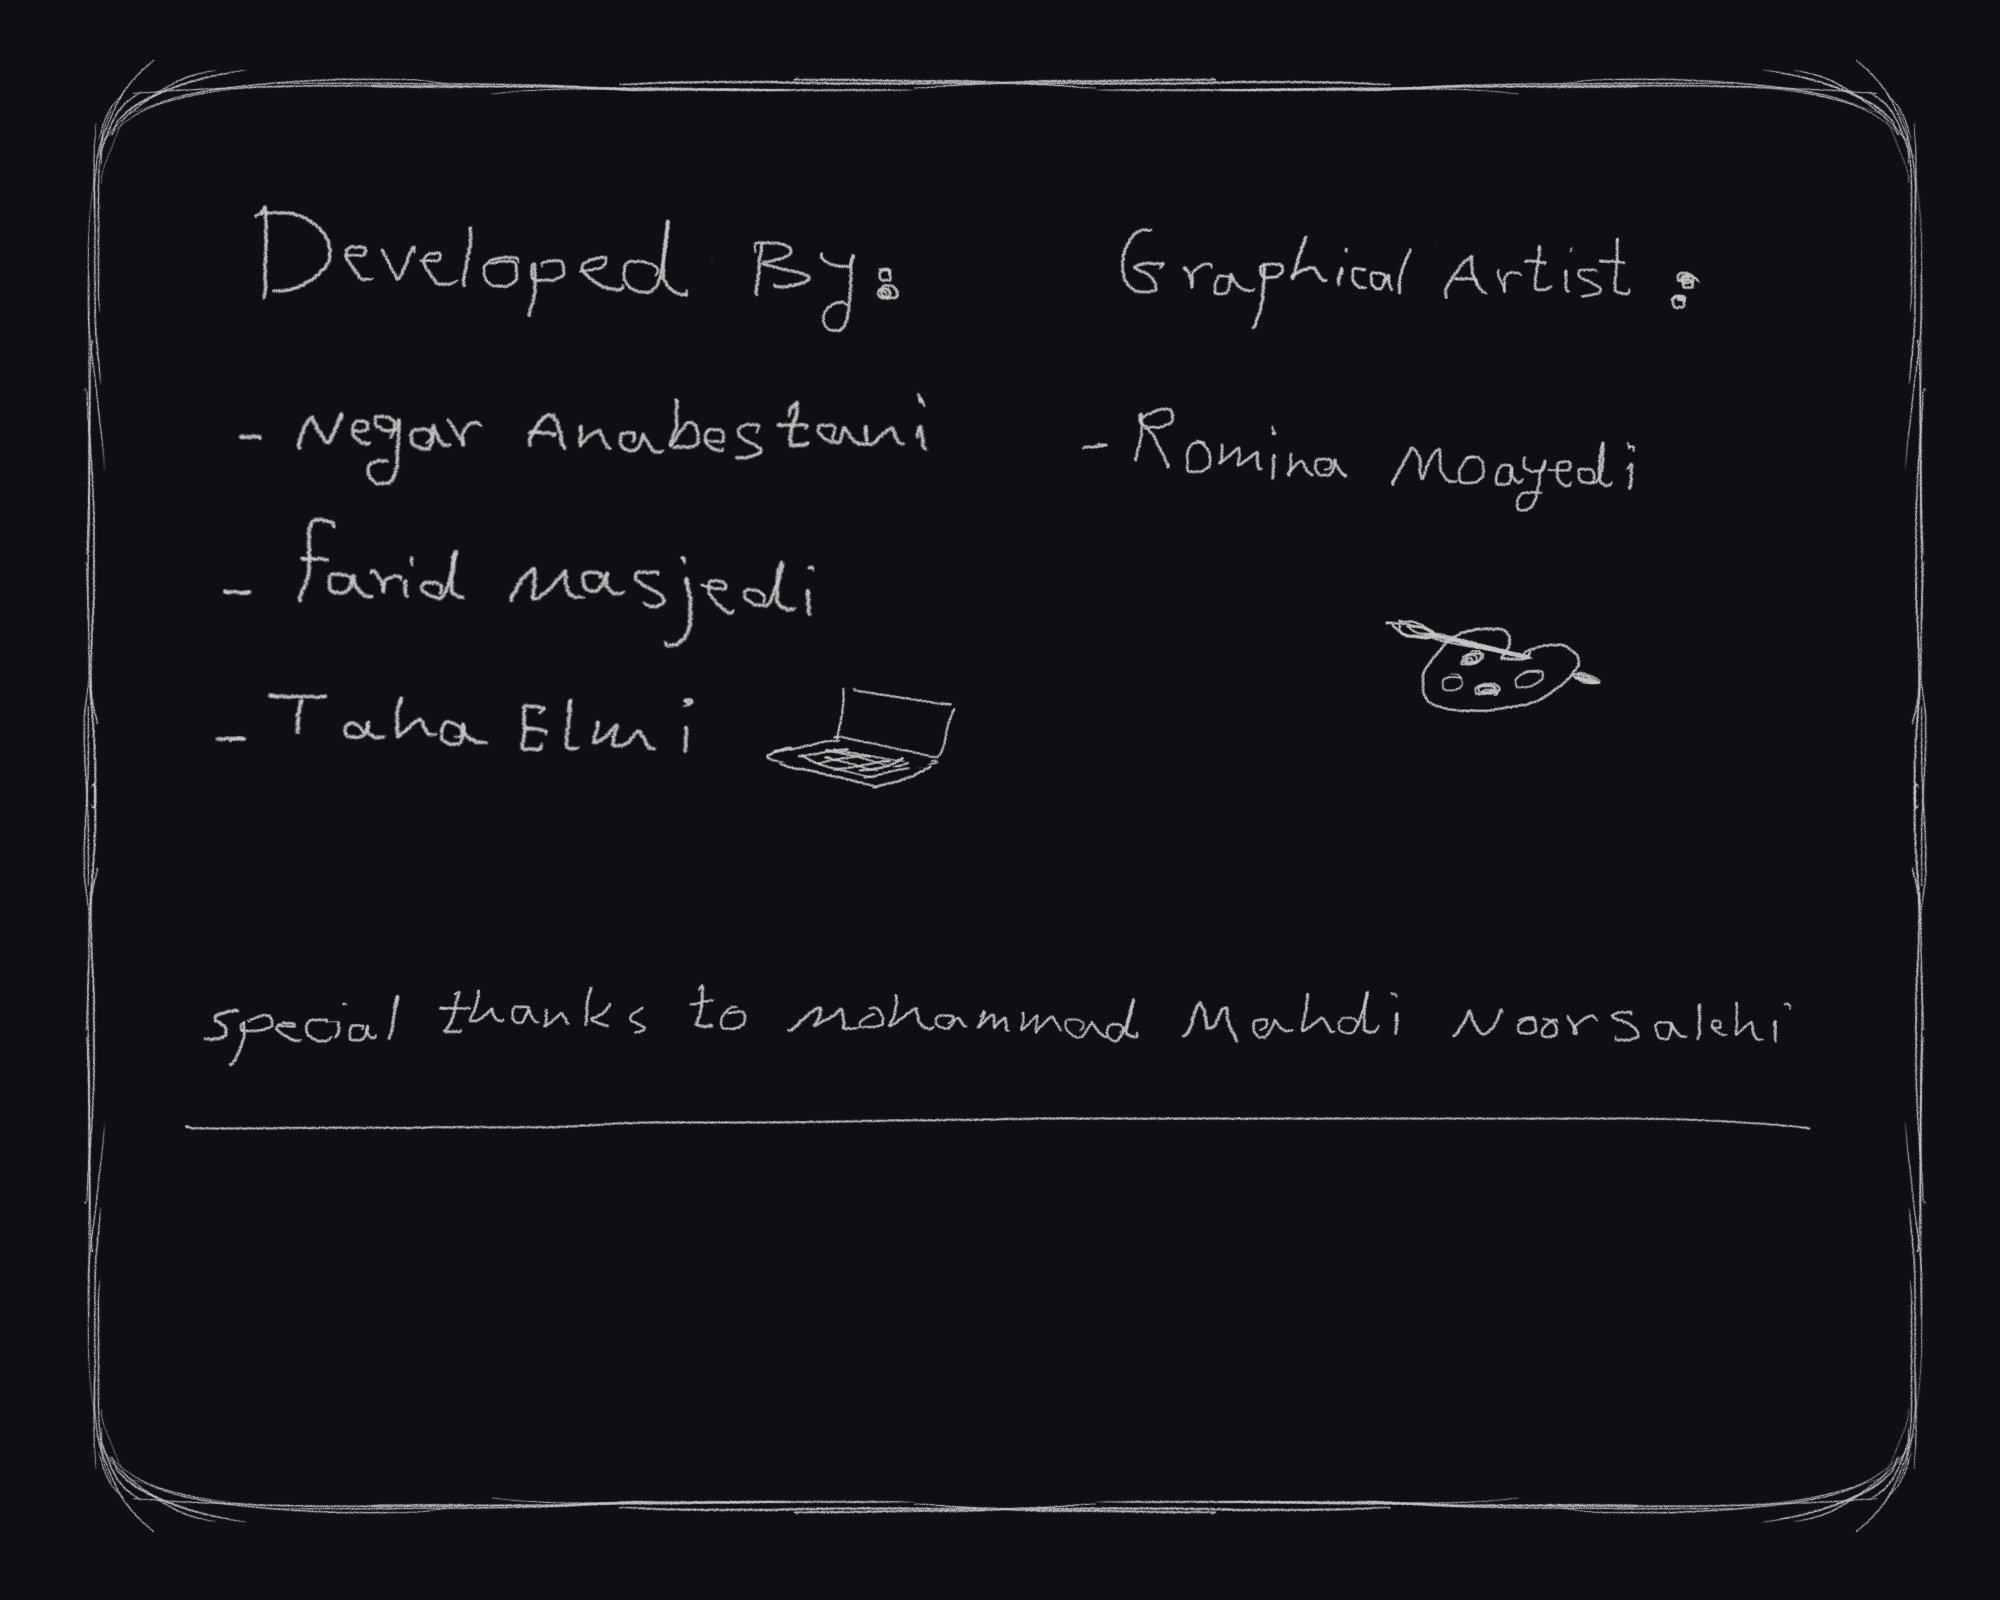 Developed By:
- Negar Anabestani
- Farid Masjedi
- Taha Elmi
Graphical Artist :
- Romina Moayedi
special thanks to Mohammad Mahdi Noorsalehi